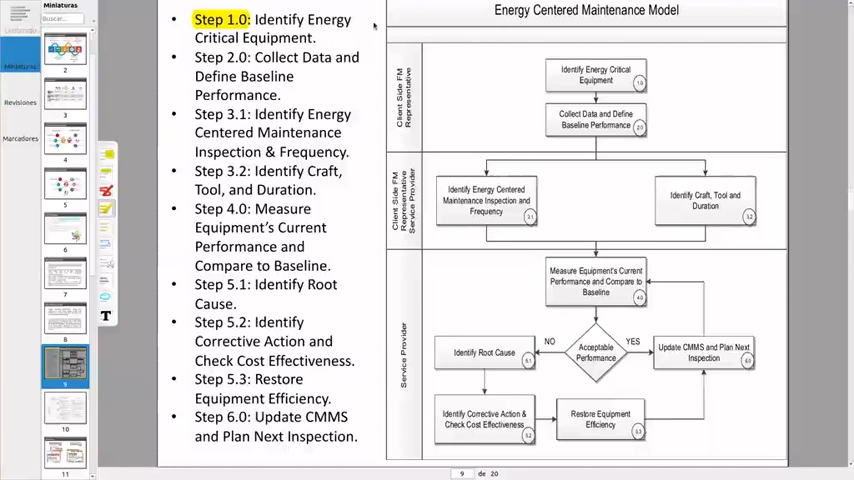 Miniaturas
Buscar...
Miniaturas
Revisiones
Marcadores
2
3
4
5
6
7
8
9
10
11
T
• Step 1.0: Identify Energy
Critical Equipment.
• Step 2.0: Collect Data and
Define Baseline
Performance.
• Step 3.1: Identify Energy
Centered Maintenance
Inspection & Frequency.
• Step 3.2: Identify Craft,
Tool, and Duration.
• Step 4.0: Measure
Equipment's Current
Performance and
Compare to Baseline.
• Step 5.1: Identify Root
Cause.
• Step 5.2: Identify
Corrective Action and
Check Cost Effectiveness.
• Step 5.3: Restore
Equipment Efficiency.
• Step 6.0: Update CMMS
and Plan Next Inspection.
Energy Centered Maintenance Model
Client Side FM
Representative
Identify Energy Critical
Equipment
1.0
Collect Data and Define
Baseline Performance
2.0
Client Side FM
Representative
Service Provider
Identify Energy Centered
Maintenance Inspection and
Frequency
3.1
Identify Craft, Tool and
Duration
3.2
Service Provider
Measure Equipment's Current
Performance and Compare to
Baseline
4.0
Acceptable
Performance
NO
YES
Identify Root Cause
5.1
Update CMMS and Plan Next
Inspection
6.0
Identify Corrective Action &
Check Cost Effectiveness
5.2
Restore Equipment
Efficiency
5.3
9 de 20